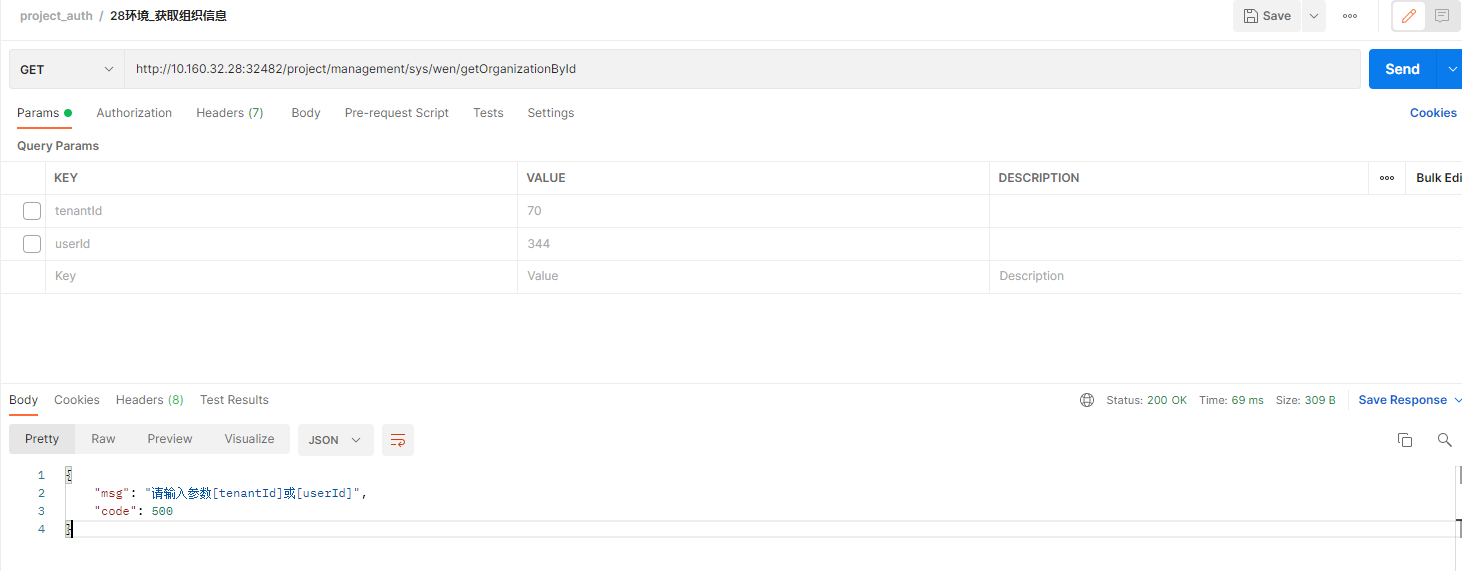 project_auth / 28环境_获取组织信息
Save
GET http://10.160.32.28:32482/project/management/sys/wen/getOrganizationById Send
Params Authorization Headers (7) Body Pre-request Script Tests Settings Cookies
Query Params
KEY VALUE DESCRIPTION Bulk Edi
tenantId 70
userId 344
Key Value Description
Body Cookies Headers (8) Test Results Status: 200 OK Time: 69 ms Size: 309 B Save Response
Pretty Raw Preview Visualize JSON
1 {
2 "msg": "请输入参数[tenantId]或[userId]",
3 "code": 500
4 }